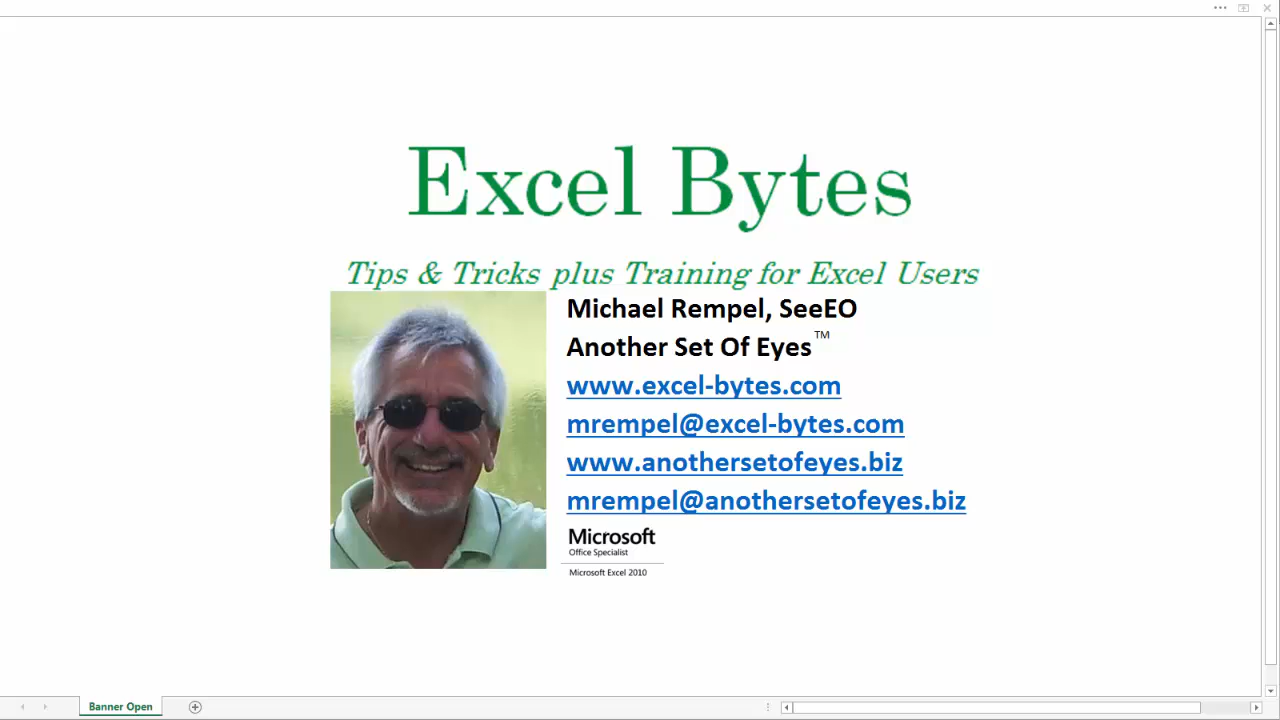 Excel Bytes
Tips & Tricks plus Training for Excel Users
Michael Rempel, SeeEO
Another Set Of Eyes™
www.excel-bytes.com
mrempel@excel-bytes.com
www.anothersetofeyes.biz
mrempel@anothersetofeyes.biz
Microsoft
Office Specialist
Microsoft Excel 2010
Banner Open